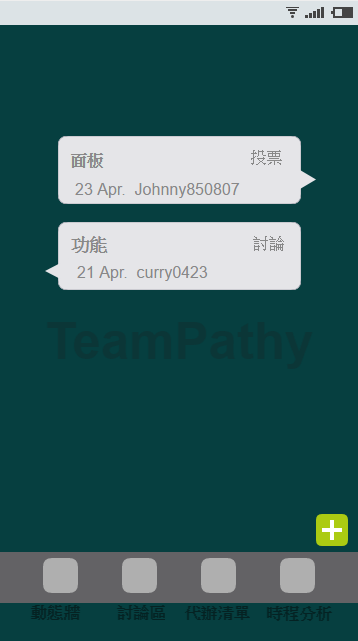 面板 投票
23 Apr. Johnny850807
功能 討論
21 Apr. curry0423
TeamPathy
動態牆 討論區 代辦清單 時程分析